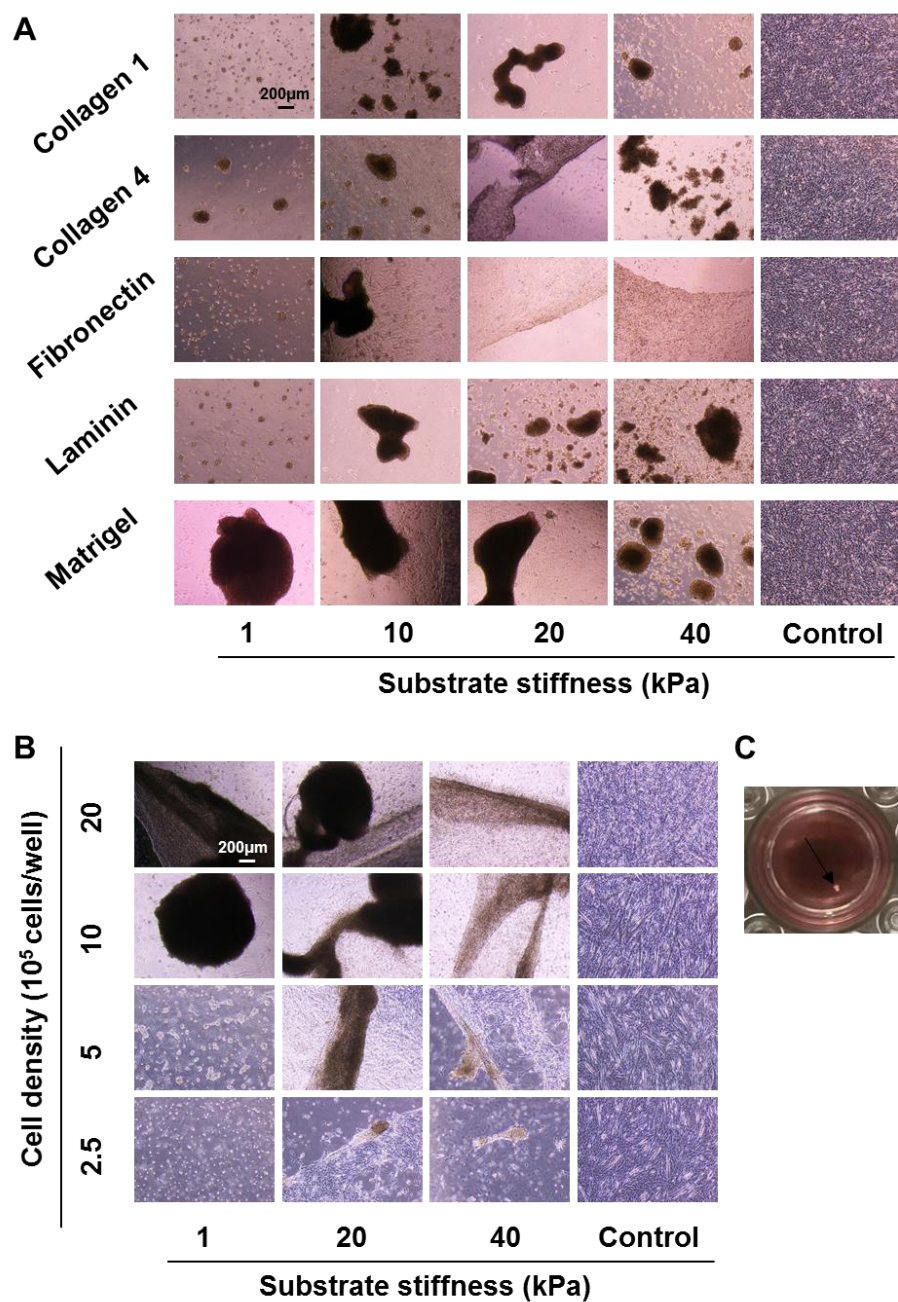 A
Collagen 1
200µm
Collagen 4
Fibronectin
Laminin
Matrigel
1 10 20 40 Control
Substrate stiffness (kPa)
B
C
Cell density (10⁵ cells/well)
20
200µm
10
5
2.5
1 20 40 Control
Substrate stiffness (kPa)